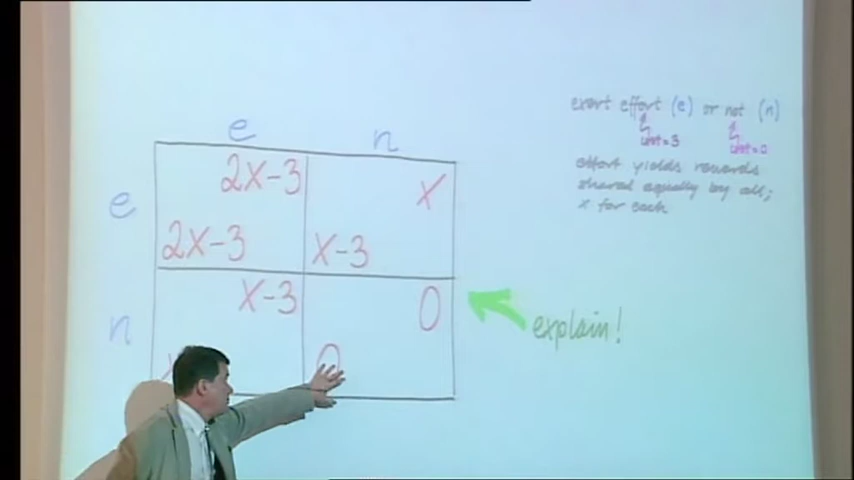 e n
e 2x-3 x
2x-3 x-3
n x-3 0
0
exert effort (e) or not (n)
cost=3 cost=0
effort yields rewards
shared equally by all;
x for each
explain!